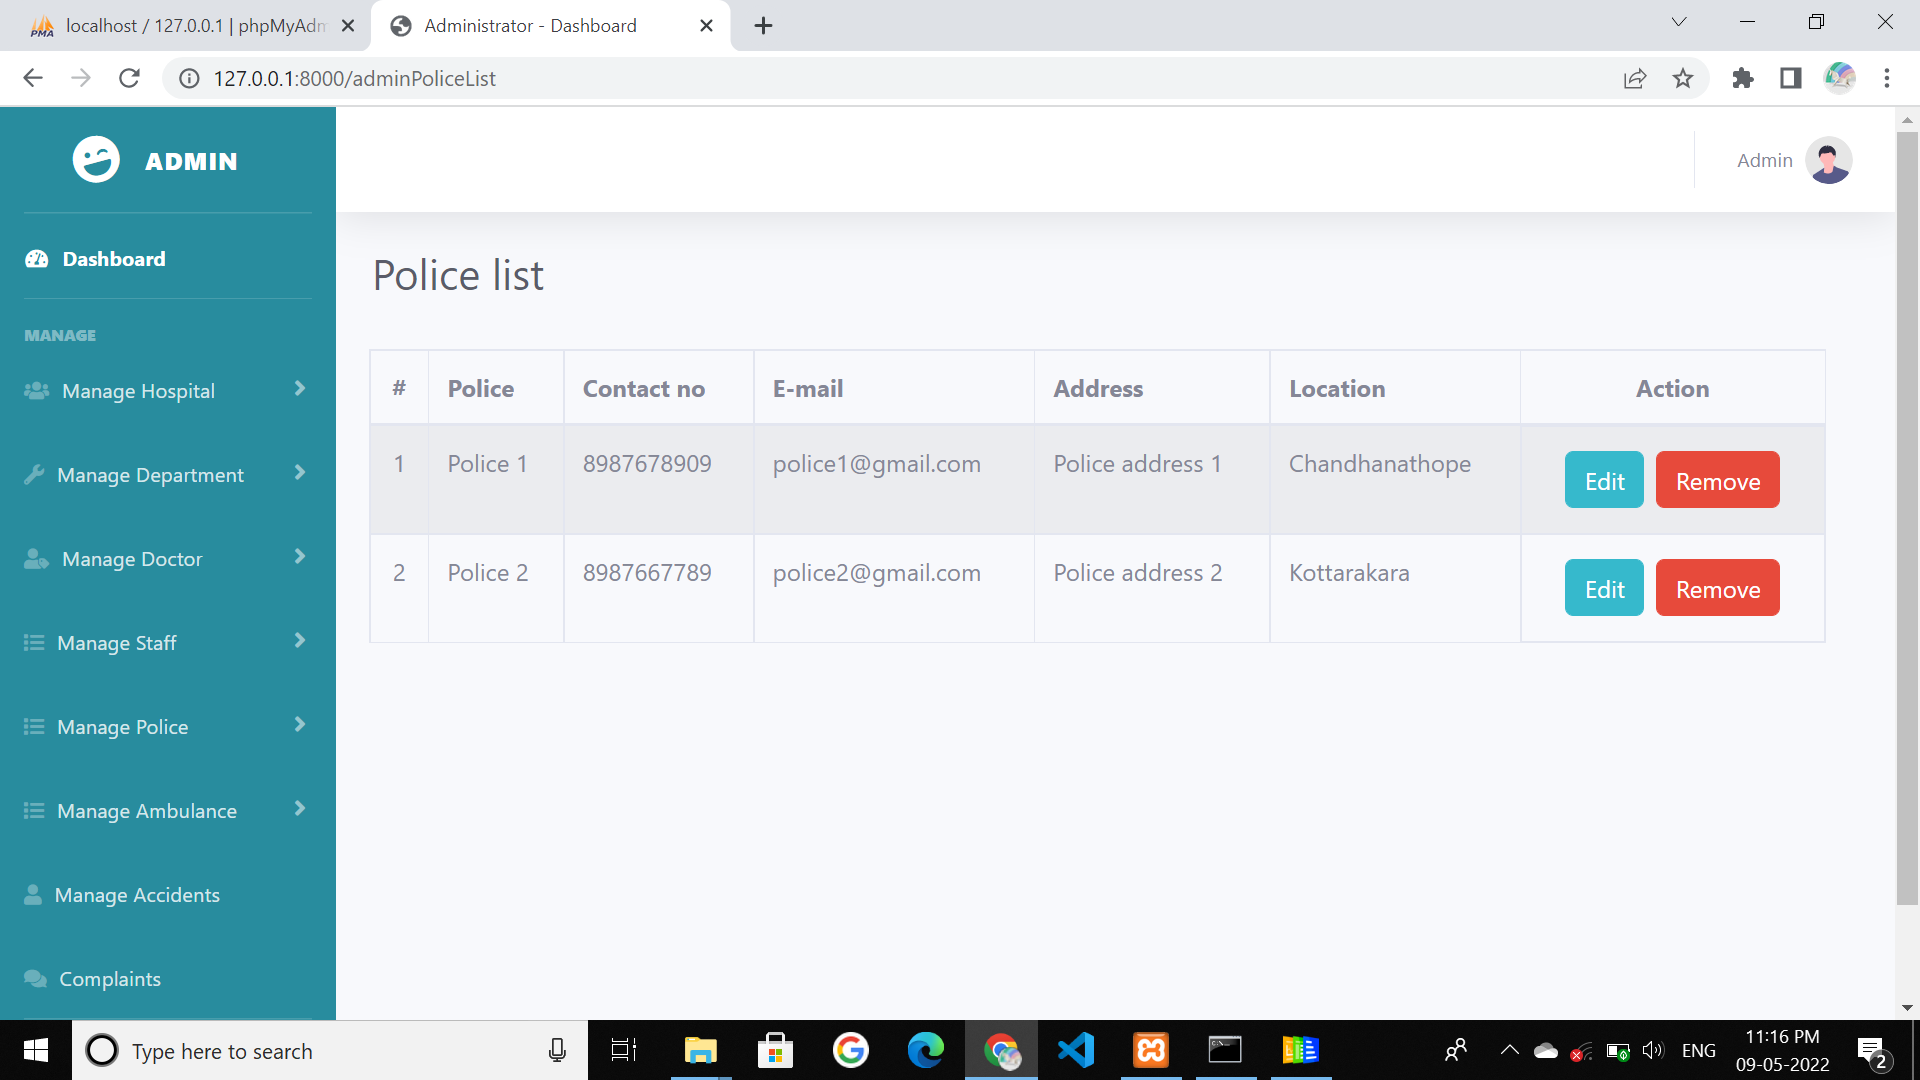 localhost / 127.0.0.1 | phpMyAdm
Administrator - Dashboard
127.0.0.1:8000/adminPoliceList
ADMIN
Admin
Dashboard
MANAGE
Manage Hospital
Manage Department
Manage Doctor
Manage Staff
Manage Police
Manage Ambulance
Manage Accidents
Complaints
Police list
# Police Contact no E-mail Address Location Action
1 Police 1 8987678909 police1@gmail.com Police address 1 Chandhanathope Edit Remove
2 Police 2 8987667789 police2@gmail.com Police address 2 Kottarakara Edit Remove
Type here to search
ENG
11:16 PM
09-05-2022
2